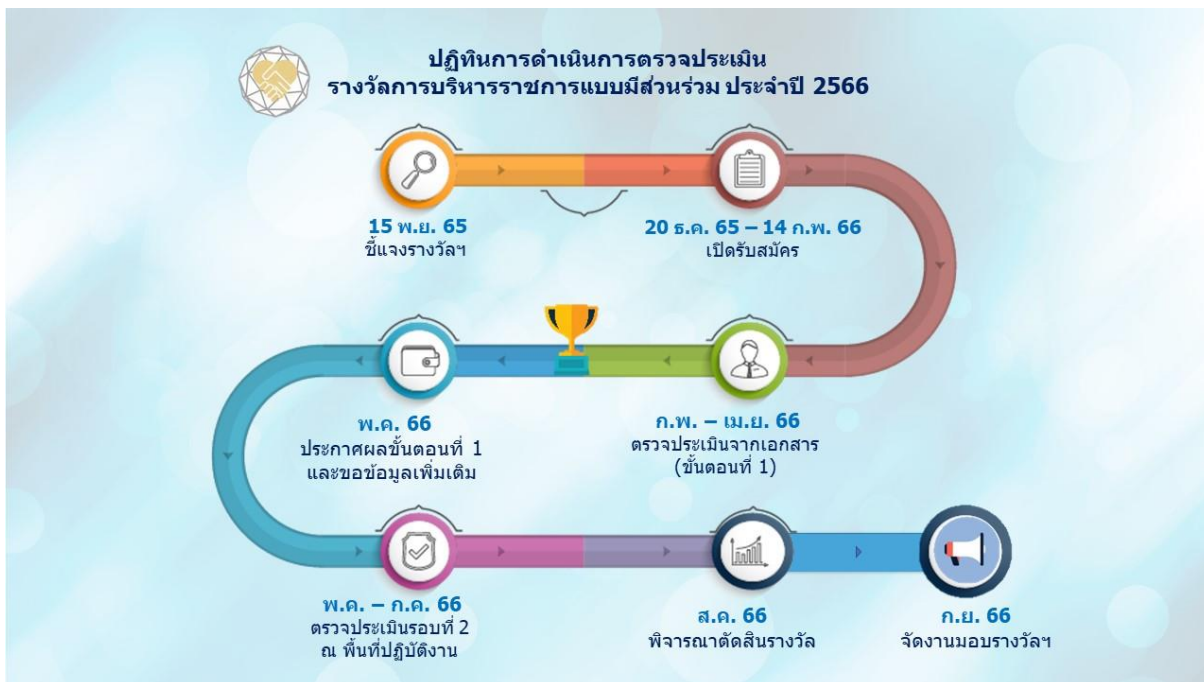 ปฏิทินการดำเนินการตรวจประเมิน
รางวัลการบริหารราชการแบบมีส่วนร่วม ประจำปี 2566
15 พ.ย. 65
ชี้แจงรางวัลฯ
20 ธ.ค. 65 – 14 ก.พ. 66
เปิดรับสมัคร
ก.พ. – เม.ย. 66
ตรวจประเมินจากเอกสาร
(ขั้นตอนที่ 1)
พ.ค. 66
ประกาศผลขั้นตอนที่ 1
และขอข้อมูลเพิ่มเติม
พ.ค. – ก.ค. 66
ตรวจประเมินรอบที่ 2
ณ พื้นที่ปฏิบัติงาน
ส.ค. 66
พิจารณาตัดสินรางวัล
ก.ย. 66
จัดงานมอบรางวัลฯ